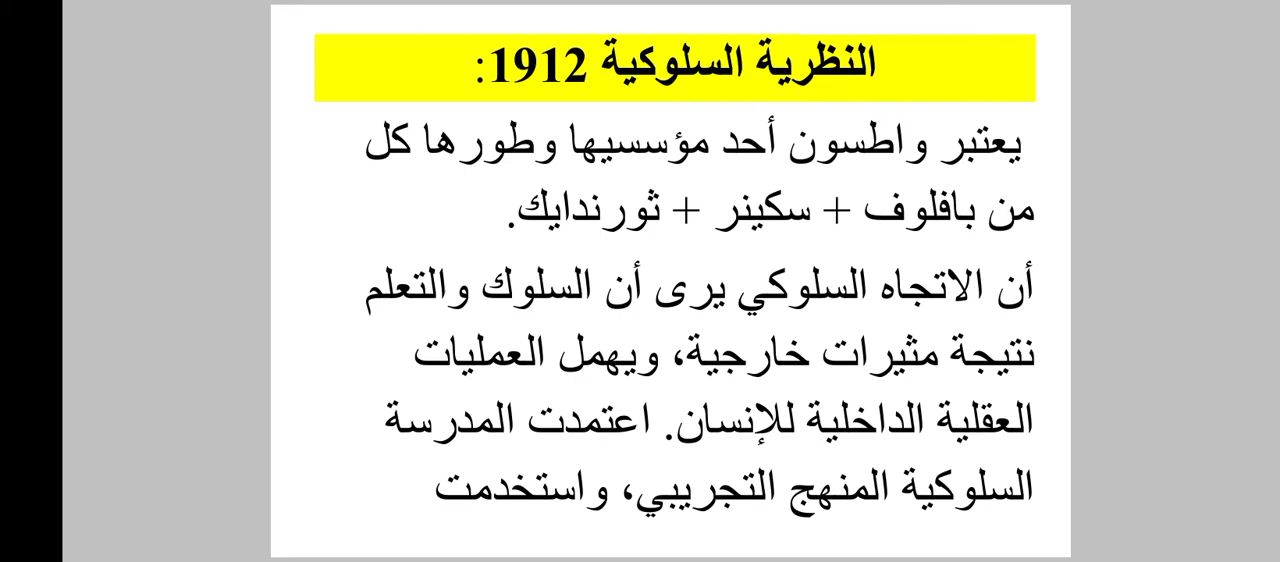 النظرية السلوكية 1912:
يعتبر واطسون أحد مؤسسيها وطورها كل
من بافلوف + سكينر + ثورندايك.
أن الاتجاه السلوكي يرى أن السلوك والتعلم
نتيجة مثيرات خارجية، ويهمل العمليات
العقلية الداخلية للإنسان. اعتمدت المدرسة
السلوكية المنهج التجريبي، واستخدمت